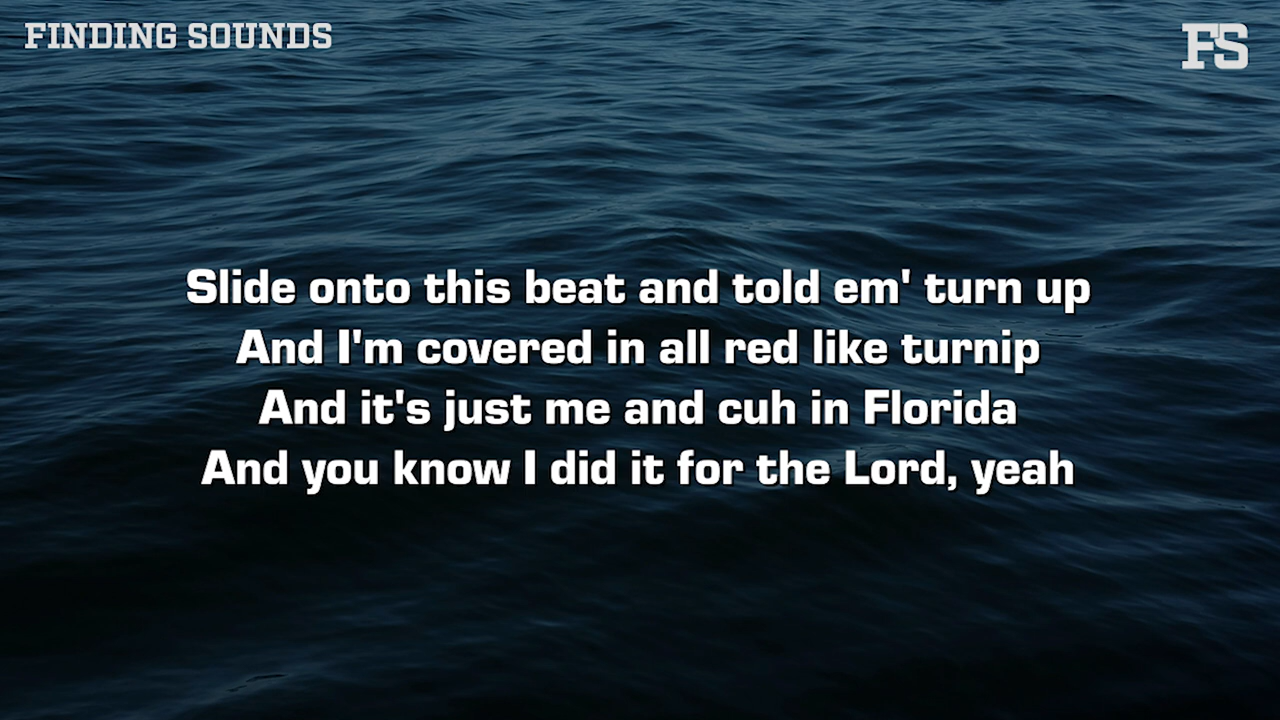 FINDING SOUNDS
FS
Slide onto this beat and told em' turn up
And I'm covered in all red like turnip
And it's just me and cuh in Florida
And you know I did it for the Lord, yeah